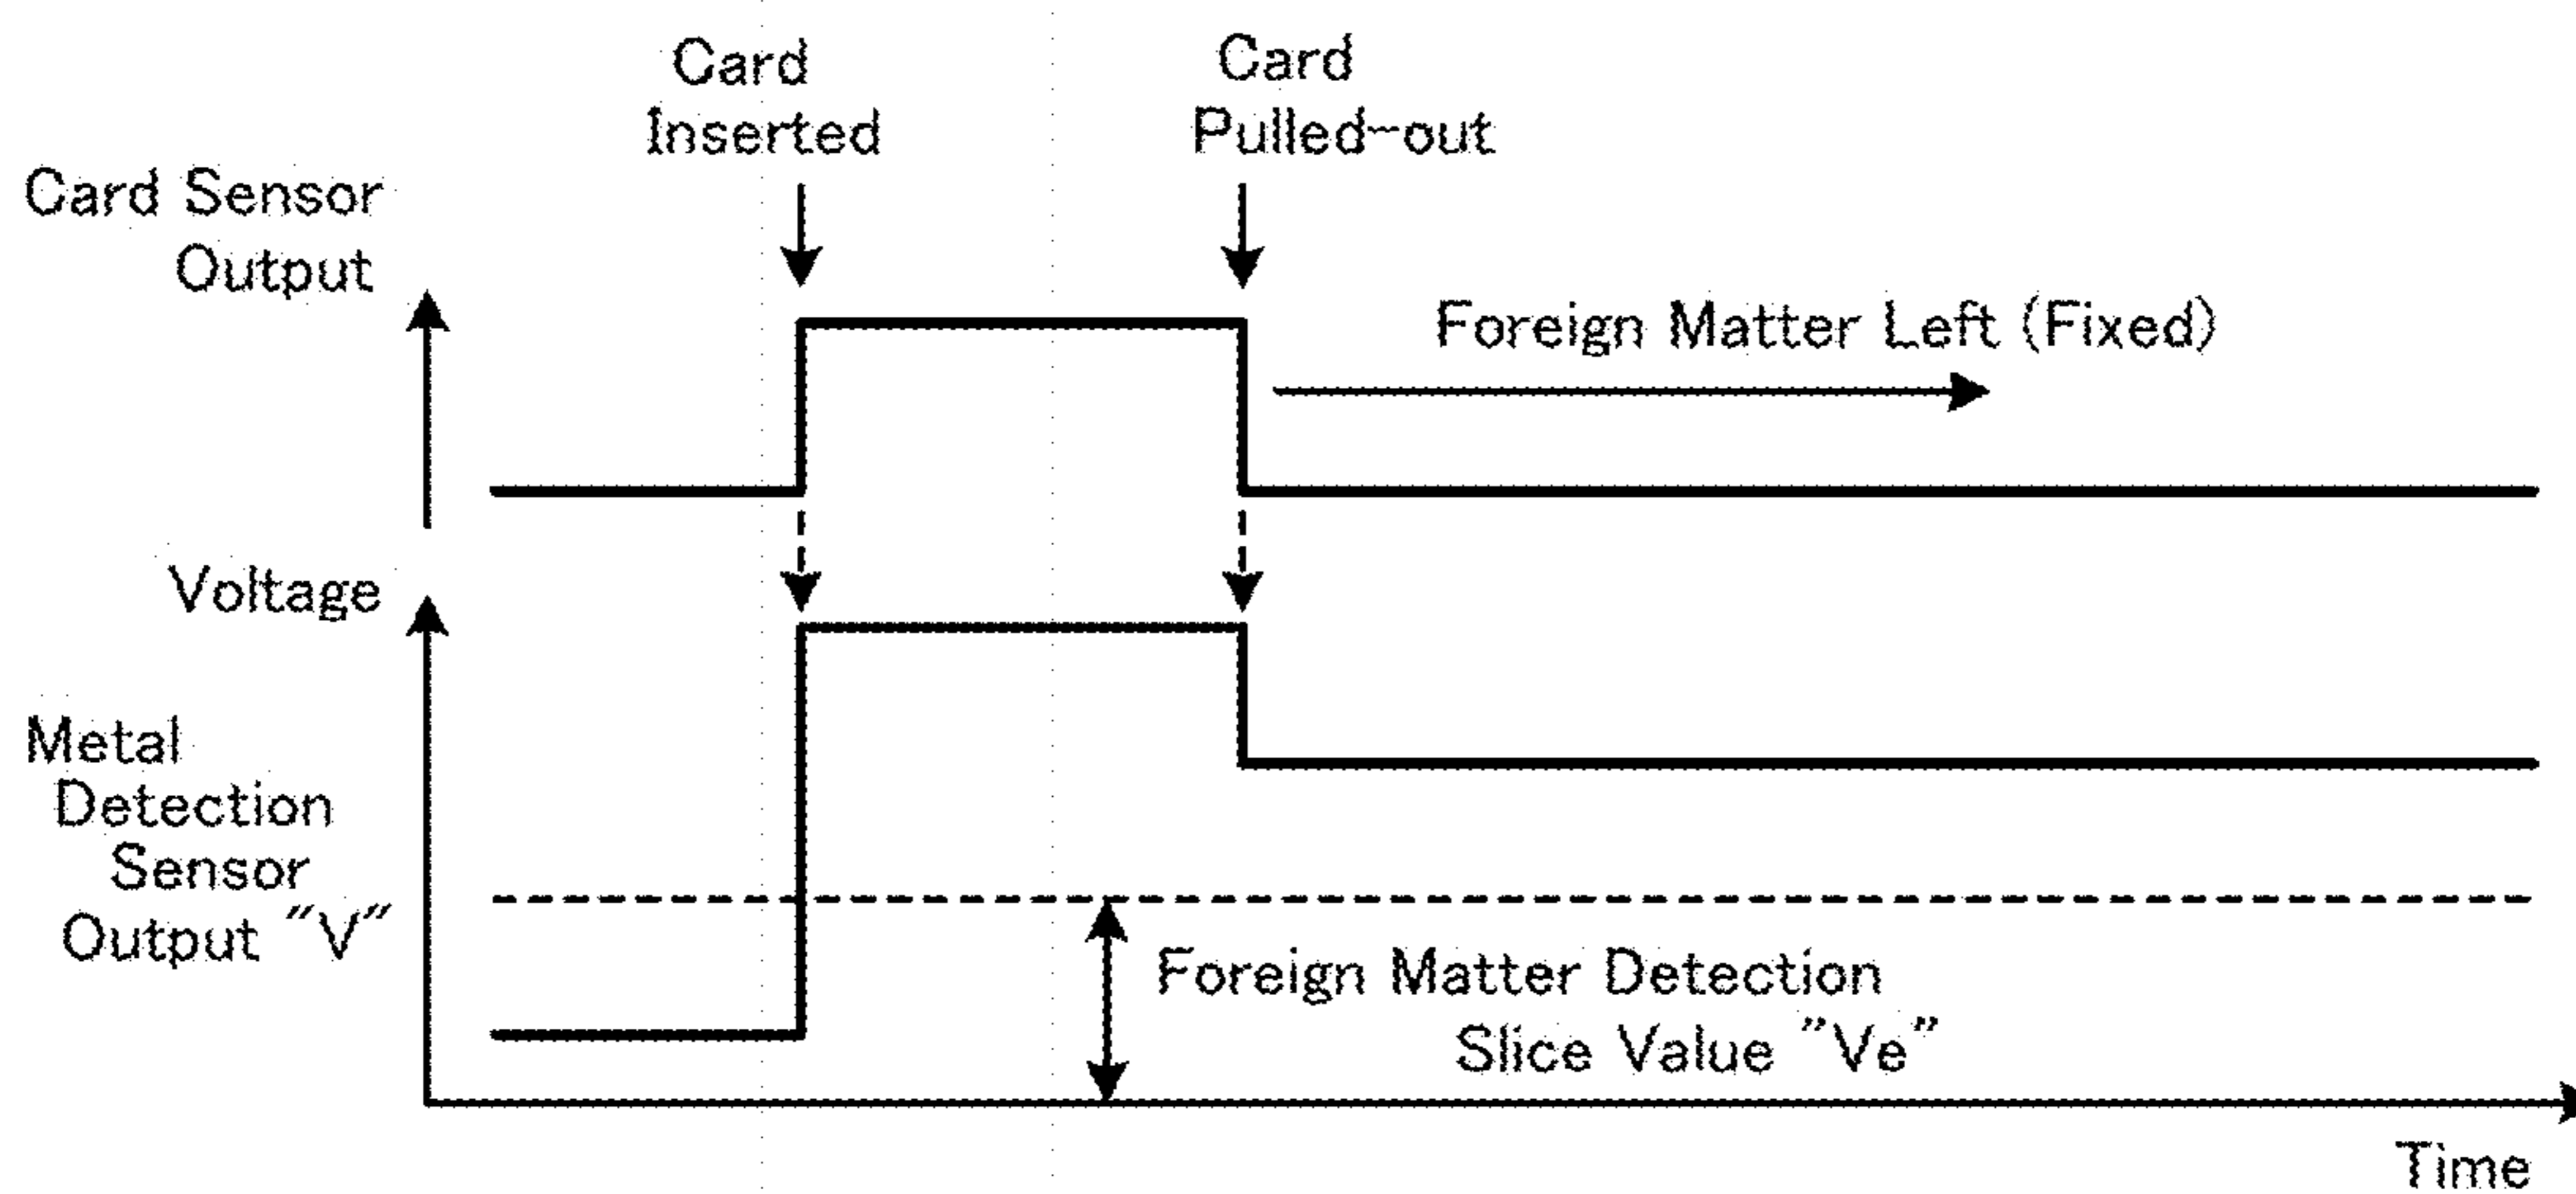 Card
Inserted
Card
Pulled-out
Card Sensor
Output
Foreign Matter Left (Fixed)
Voltage
Metal
Detection
Sensor
Output "V"
Foreign Matter Detection
Slice Value "Ve"
Time